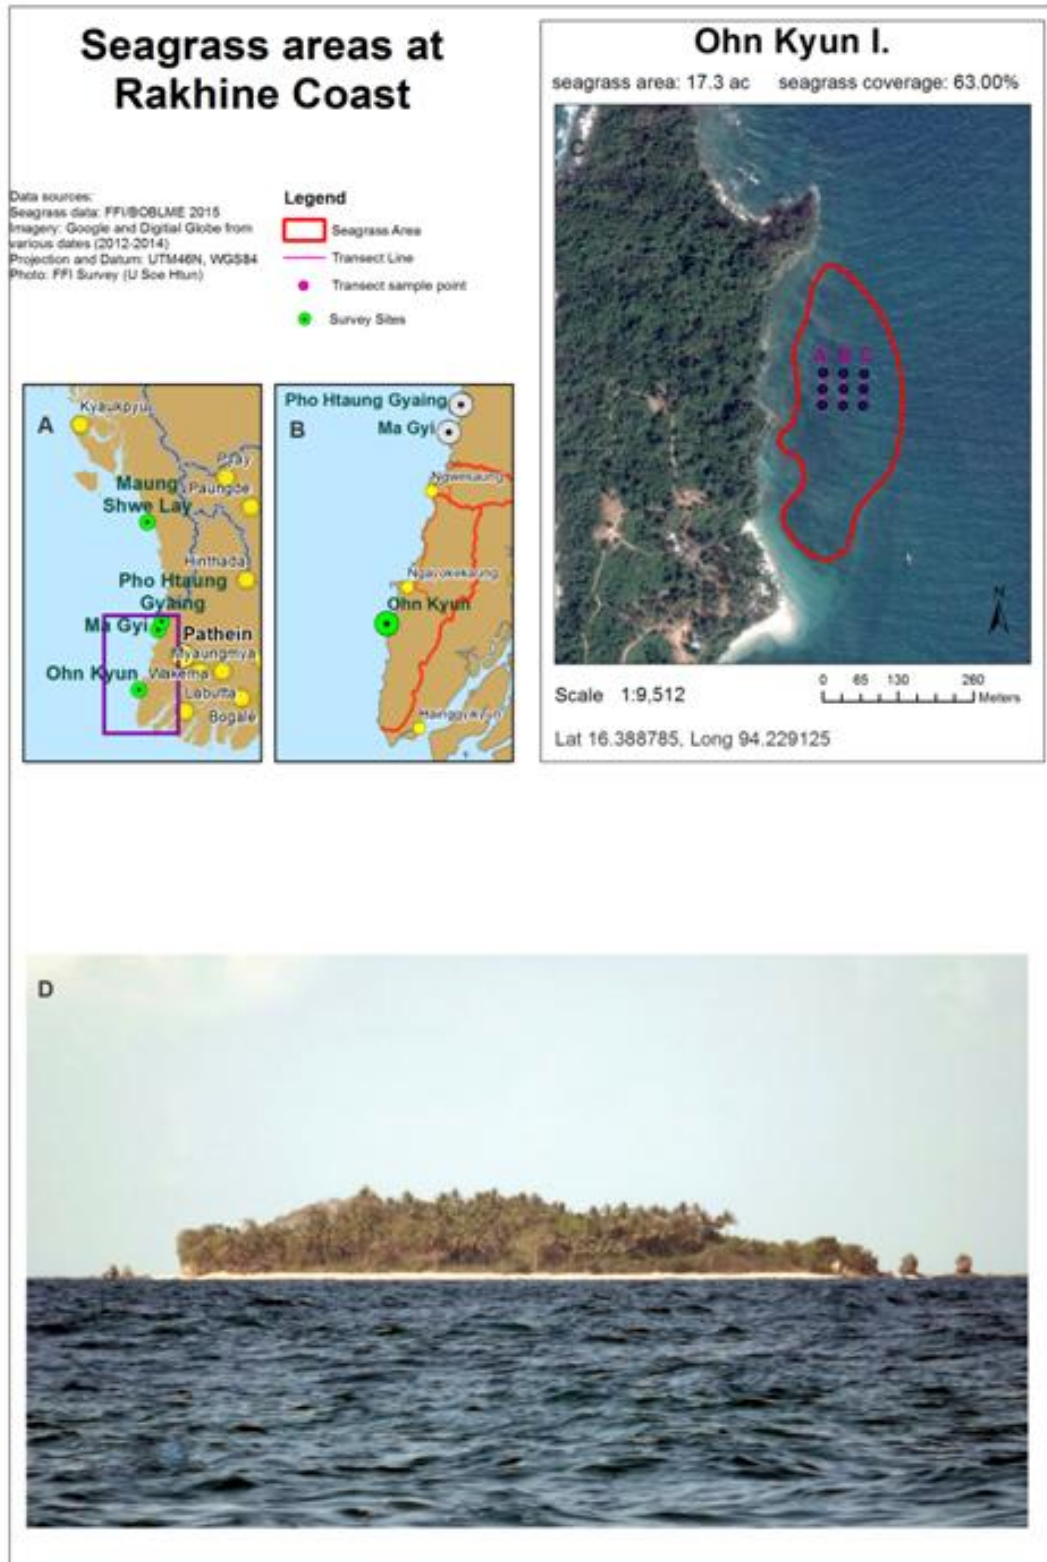 Seagrass areas at
Rakhine Coast
Data sources:
Seagrass data: FFI/BOBLME 2015
Imagery: Google and Digitial Globe from
various dates (2012-2014)
Projection and Datum: UTM46N, WGS84
Photo: FFI Survey (U Soe Htun)
Legend
Seagrass Area
Transect Line
Transect sample point
Survey Sites
A
Kyaukpyu
Pyay
Maung
Shwe Lay
Paungde
Hinthada
Pho Htaung
Gyaing
Ma Gyi
Pathein
Myaungmya
Ohn Kyun
Wakema
Labutta
Bogale
B
Pho Htaung Gyaing
Ma Gyi
Ngwesaung
Ngayokekaung
Ohn Kyun
Hainggyikyun
Ohn Kyun I.
seagrass area: 17.3 ac seagrass coverage: 63.00%
C
A B C
N
Scale 1:9,512
0 65 130 260
Meters
Lat 16.388785, Long 94.229125
D